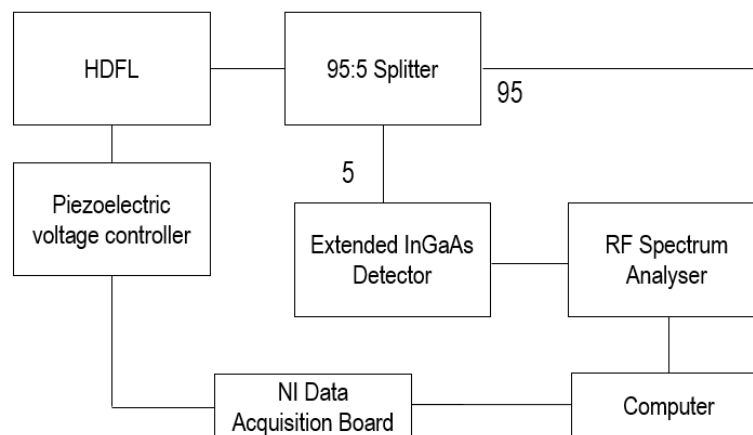 HDFL
95:5 Splitter
95
5
Piezoelectric
voltage controller
Extended InGaAs
Detector
RF Spectrum
Analyser
NI Data
Acquisition Board
Computer